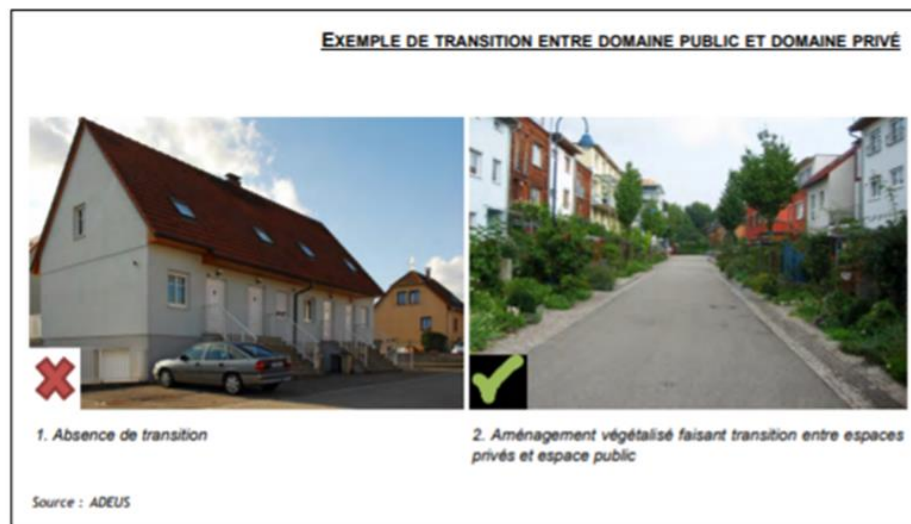 EXEMPLE DE TRANSITION ENTRE DOMAINE PUBLIC ET DOMAINE PRIVÉ
1. Absence de transition
2. Aménagement végétalisé faisant transition entre espaces
privés et espace public
Source : ADEUS